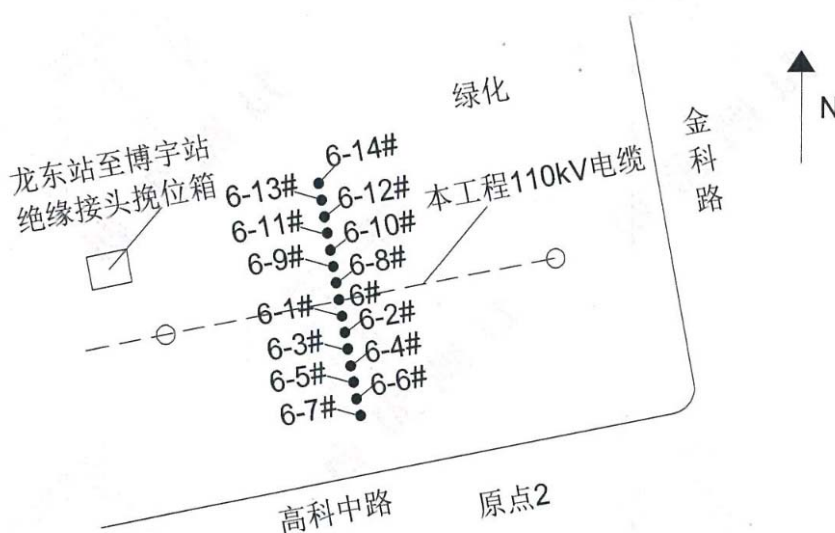 绿化
N
金科路
龙东站至博宇站
绝缘接头挽位箱
本工程110kV电缆
6-14#
6-13#
6-12#
6-11#
6-10#
6-9#
6-8#
6#
6-1#
6-2#
6-3#
6-4#
6-5#
6-6#
6-7#
高科中路
原点2